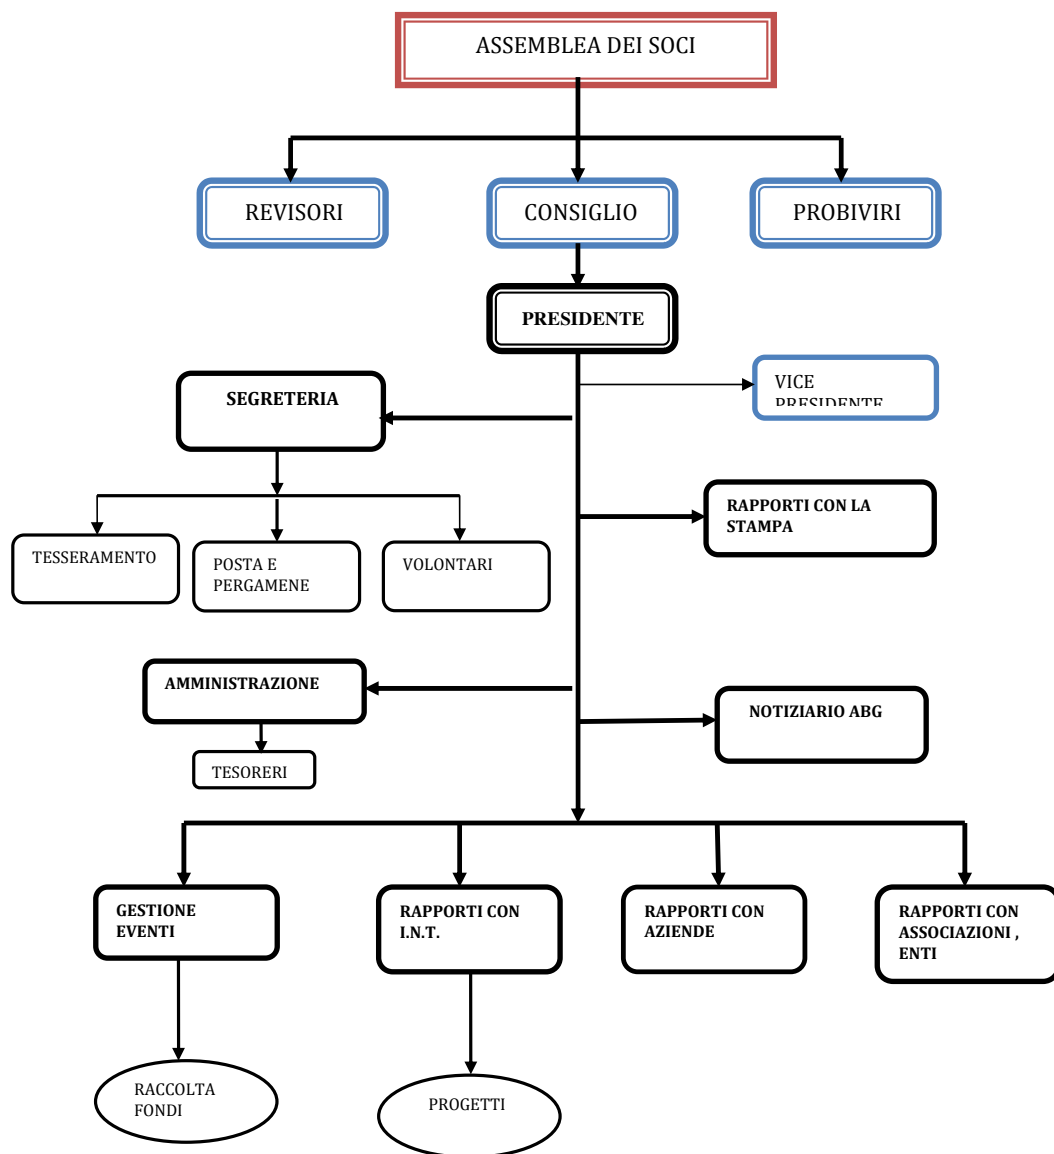 ASSEMBLEA DEI SOCI
REVISORI
CONSIGLIO
PROBIVIRI
PRESIDENTE
VICE
PRESIDENTE
SEGRETERIA
RAPPORTI CON LA
STAMPA
TESSERAMENTO
POSTA E
PERGAMENE
VOLONTARI
AMMINISTRAZIONE
NOTIZIARIO ABG
TESORERI
GESTIONE
EVENTI
RAPPORTI CON
I.N.T.
RAPPORTI CON
AZIENDE
RAPPORTI CON
ASSOCIAZIONI ,
ENTI
RACCOLTA
FONDI
PROGETTI